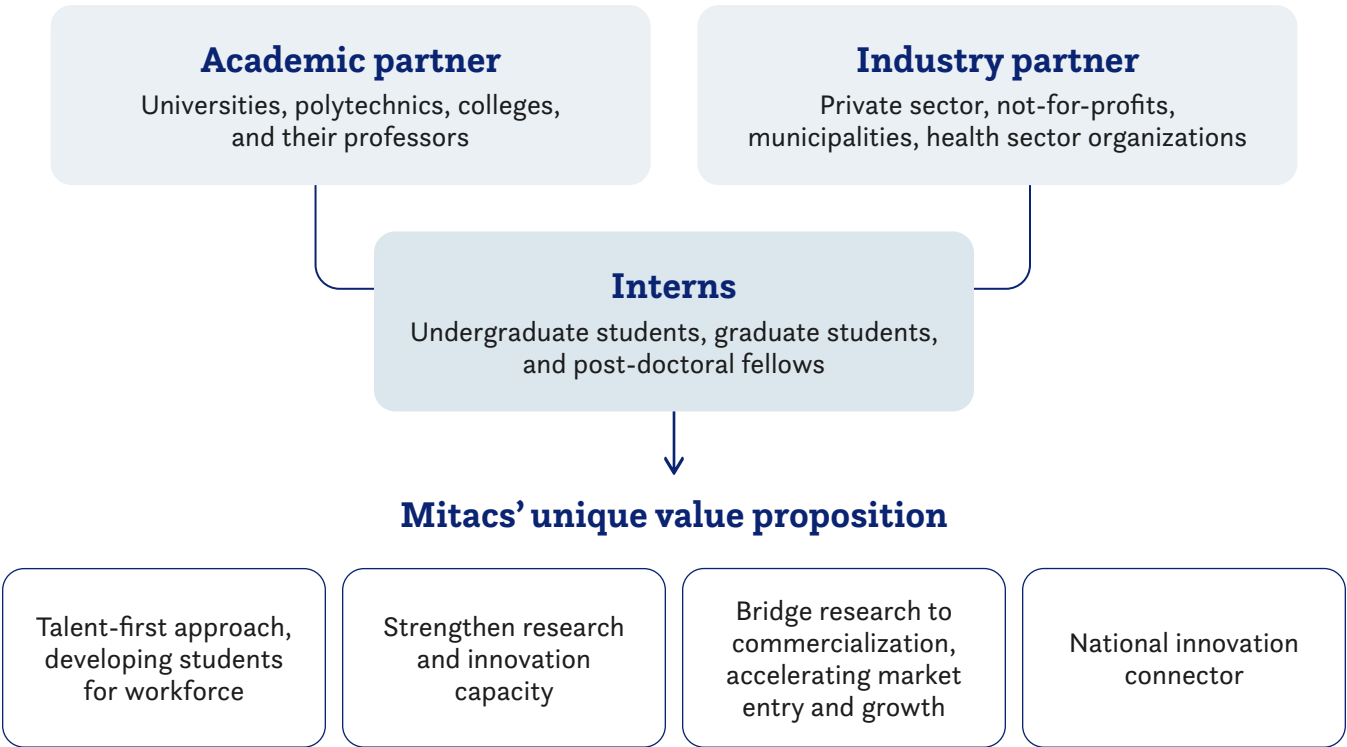 Academic partner
Universities, polytechnics, colleges,
and their professors
Industry partner
Private sector, not-for-profits,
municipalities, health sector organizations
Interns
Undergraduate students, graduate students,
and post-doctoral fellows
Mitacs’ unique value proposition
Talent-first approach,
developing students
for workforce
Strengthen research
and innovation
capacity
Bridge research to
commercialization,
accelerating market
entry and growth
National innovation
connector